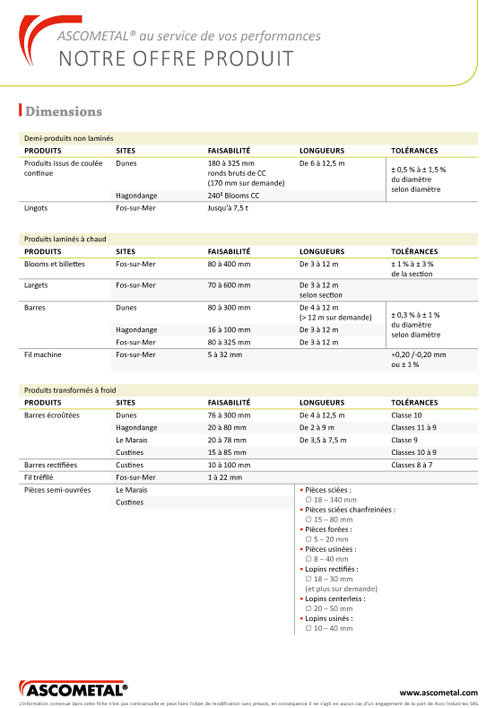 ASCOMETAL® au service de vos performances
NOTRE OFFRE PRODUIT
Dimensions
Demi-produits non laminés
PRODUITS SITES FAISABILITÉ LONGUEURS TOLÉRANCES
Produits issus de coulée continue Dunes 180 à 325 mm De 6 à 12,5 m
ronds bruts de CC
(170 mm sur demande)
± 0,5 % à ± 1,5 %
du diamètre
selon diamètre
Hagondange 240² Blooms CC
Lingots Fos-sur-Mer Jusqu'à 7,5 t
Produits laminés à chaud
PRODUITS SITES FAISABILITÉ LONGUEURS TOLÉRANCES
Blooms et billettes Fos-sur-Mer 80 à 400 mm De 3 à 12 m ± 1 % à ± 3 %
de la section
Largets Fos-sur-Mer 70 à 600 mm De 3 à 12 m
selon section
Barres Dunes 80 à 300 mm De 4 à 12 m
(> 12 m sur demande)
± 0,3 % à ± 1 %
du diamètre
selon diamètre
Hagondange 16 à 100 mm De 3 à 12 m
Fos-sur-Mer 80 à 325 mm De 3 à 12 m
Fil machine Fos-sur-Mer 5 à 32 mm +0,20 /-0,20 mm
ou ± 1 %
Produits transformés à froid
PRODUITS SITES FAISABILITÉ LONGUEURS TOLÉRANCES
Barres écroûtées Dunes 76 à 300 mm De 4 à 12,5 m Classe 10
Hagondange 20 à 80 mm De 2 à 9 m Classes 11 à 9
Le Marais 20 à 78 mm De 3,5 à 7,5 m Classe 9
Custines 15 à 85 mm Classes 10 à 9
Barres rectifiées Custines 10 à 100 mm Classes 8 à 7
Fil tréfilé Fos-sur-Mer 1 à 22 mm
Pièces semi-ouvrées Le Marais
Custines
• Pièces sciées :
∅ 18 – 140 mm
• Pièces sciées chanfreinées :
∅ 15 – 80 mm
• Pièces forées :
∅ 5 – 20 mm
• Pièces usinées :
∅ 8 – 40 mm
• Lopins rectifiés :
∅ 18 – 30 mm
(et plus sur demande)
• Lopins centerless :
∅ 20 – 50 mm
• Lopins usinés :
∅ 10 – 40 mm
ASCOMETAL®
www.ascometal.com
L'information contenue dans cette fiche n'est pas contractuelle et peut faire l'objet de modification sans préavis, en conséquence il ne s'agit en aucun cas d'un engagement de la part de Asco Industries SAS